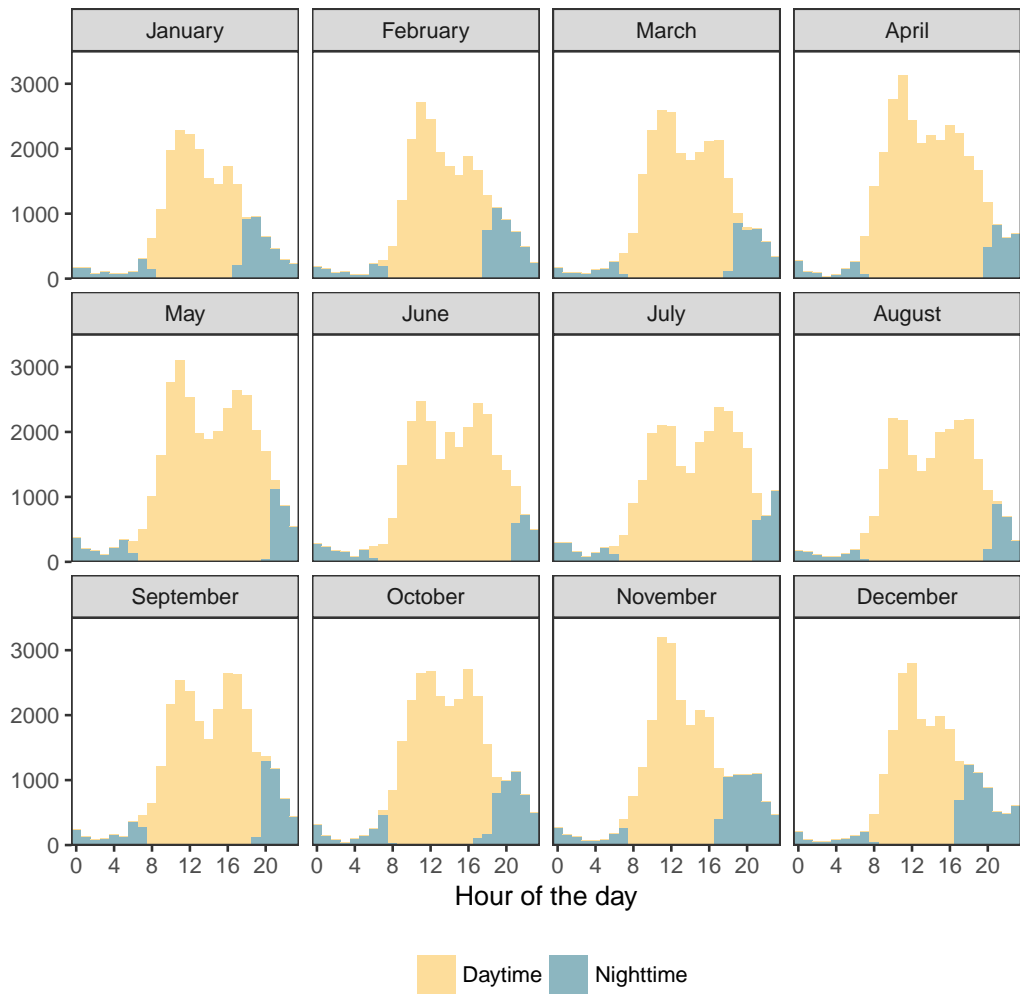 January February March April
3000
2000
1000
0
May June July August
3000
2000
1000
0
September October November December
3000
2000
1000
0
0 4 8 12 16 20 0 4 8 12 16 20 0 4 8 12 16 20 0 4 8 12 16 20
Hour of the day
Daytime Nighttime